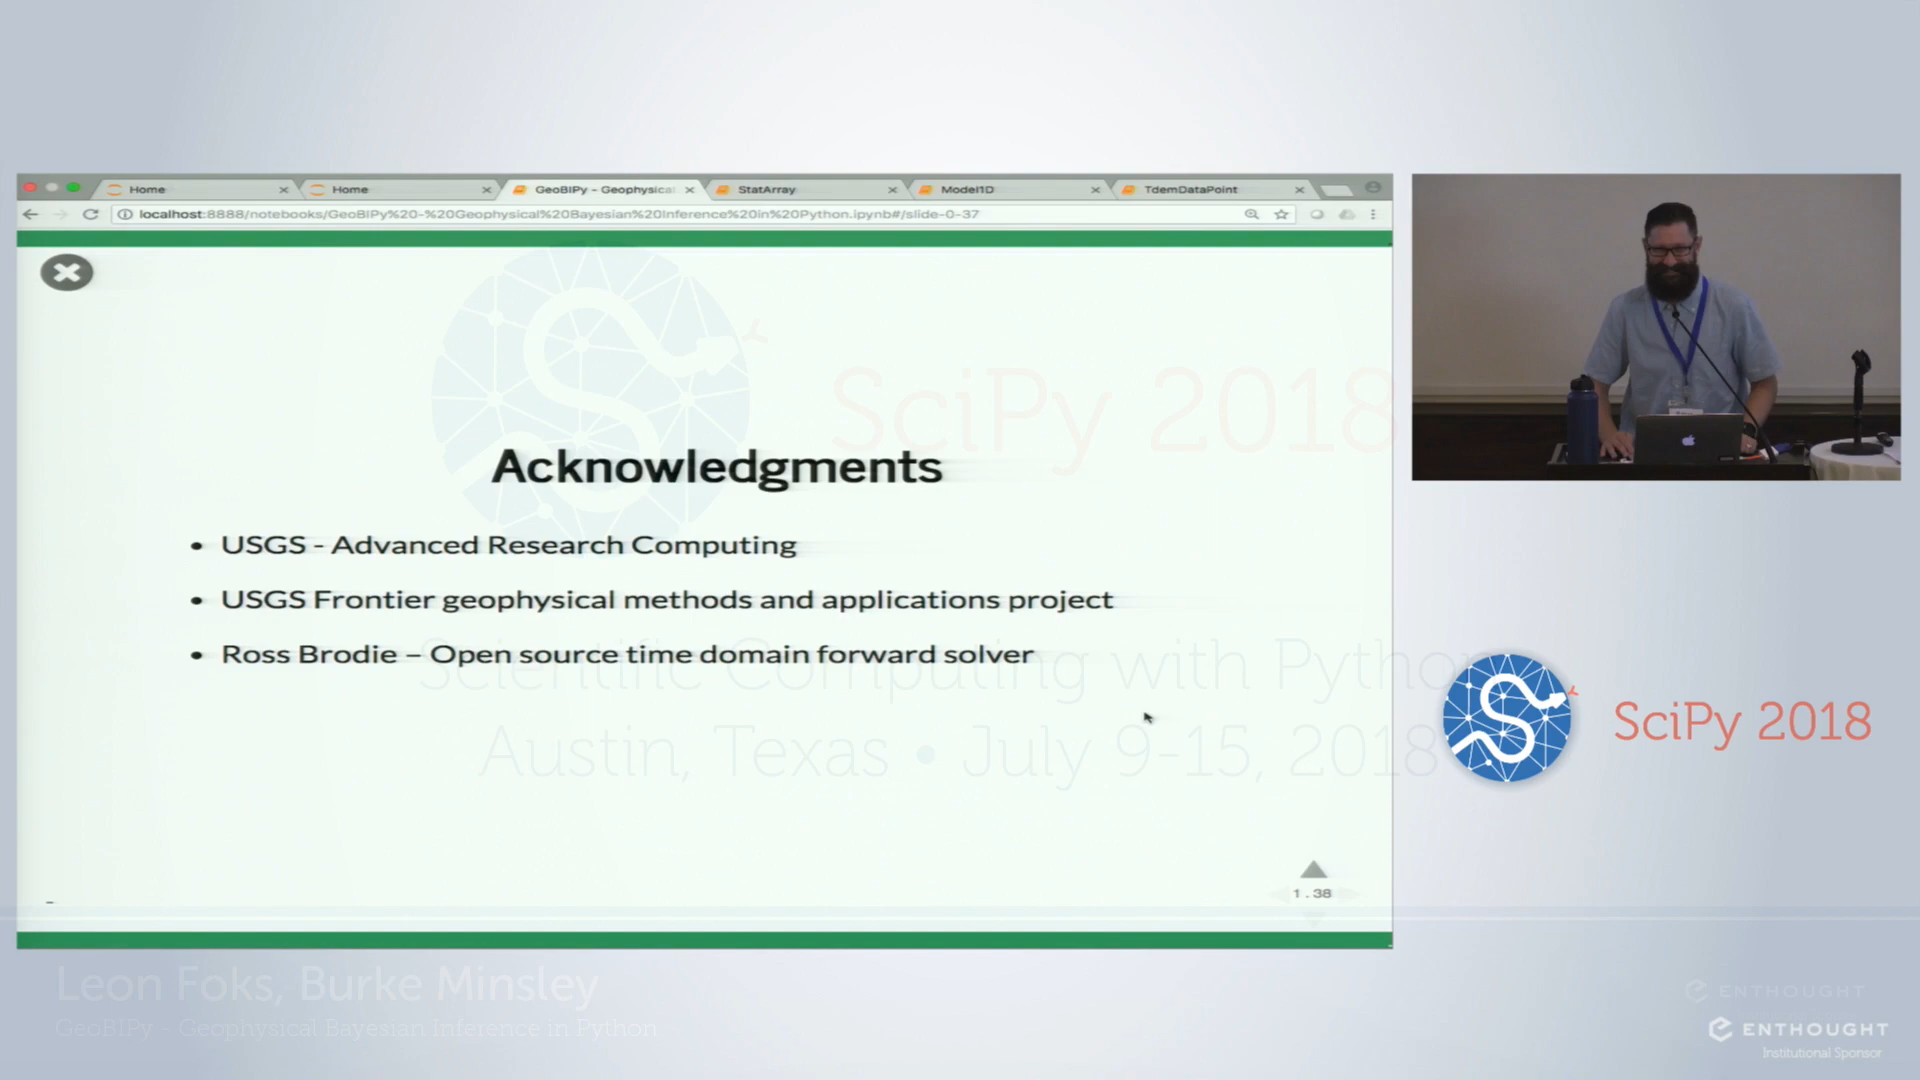 Home
Home
GeoBIPy - Geophysical
StatArray
Model1D
TdemDataPoint
localhost:8888/notebooks/GeoBIPy%20-%20Geophysical%20Bayesian%20Inference%20in%20Python.ipynb#/slide-0-37
SciPy 2018
Acknowledgments
• USGS - Advanced Research Computing
• USGS Frontier geophysical methods and applications project
• Ross Brodie – Open source time domain forward solver
Scientific Computing with Python
Austin, Texas • July 9-15, 2018
SciPy 2018
1.38
Leon Foks, Burke Minsley
GeoBIPy - Geophysical Bayesian Inference in Python
ENTHOUGHT
ENTHOUGHT
Institutional Sponsor